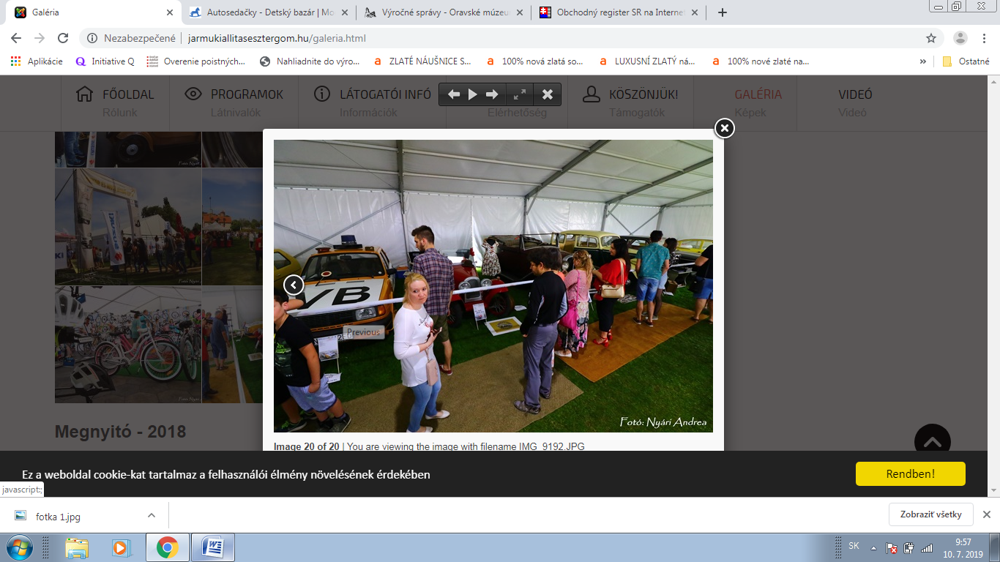 Galéria
Autosedačky - Detský bazár | Mo
Výročné správy - Oravské múzeu
Obchodný register SR na Interne
Nezabezpečené | jarmukiallitasesztergom.hu/galeria.html
Aplikácie
Initiative Q
Overenie poistných...
Nahliadnite do výro...
ZLATÉ NÁUŠNICE S...
100% nová zlatá so...
LUXUSNÍ ZLATÝ ná...
100% nové zlaté na...
»
Ostatné
FŐOLDAL
Rólunk
PROGRAMOK
Látnivalók
LÁTOGATÓI INFÓ
Információk
Elérhetőség
KÖSZÖNJÜK!
Támogatók
GALÉRIA
Képek
VIDEÓ
Videó
VB
Previous
Fotó: Nyári Andrea
Image 20 of 20 | You are viewing the image with filename IMG_9192.JPG
Megnyitó - 2018
Ez a weboldal cookie-kat tartalmaz a felhasználói élmény növelésének érdekében
Rendben!
javascript:;
fotka 1.jpg
Zobraziť všetky
SK
9:57
10. 7. 2019